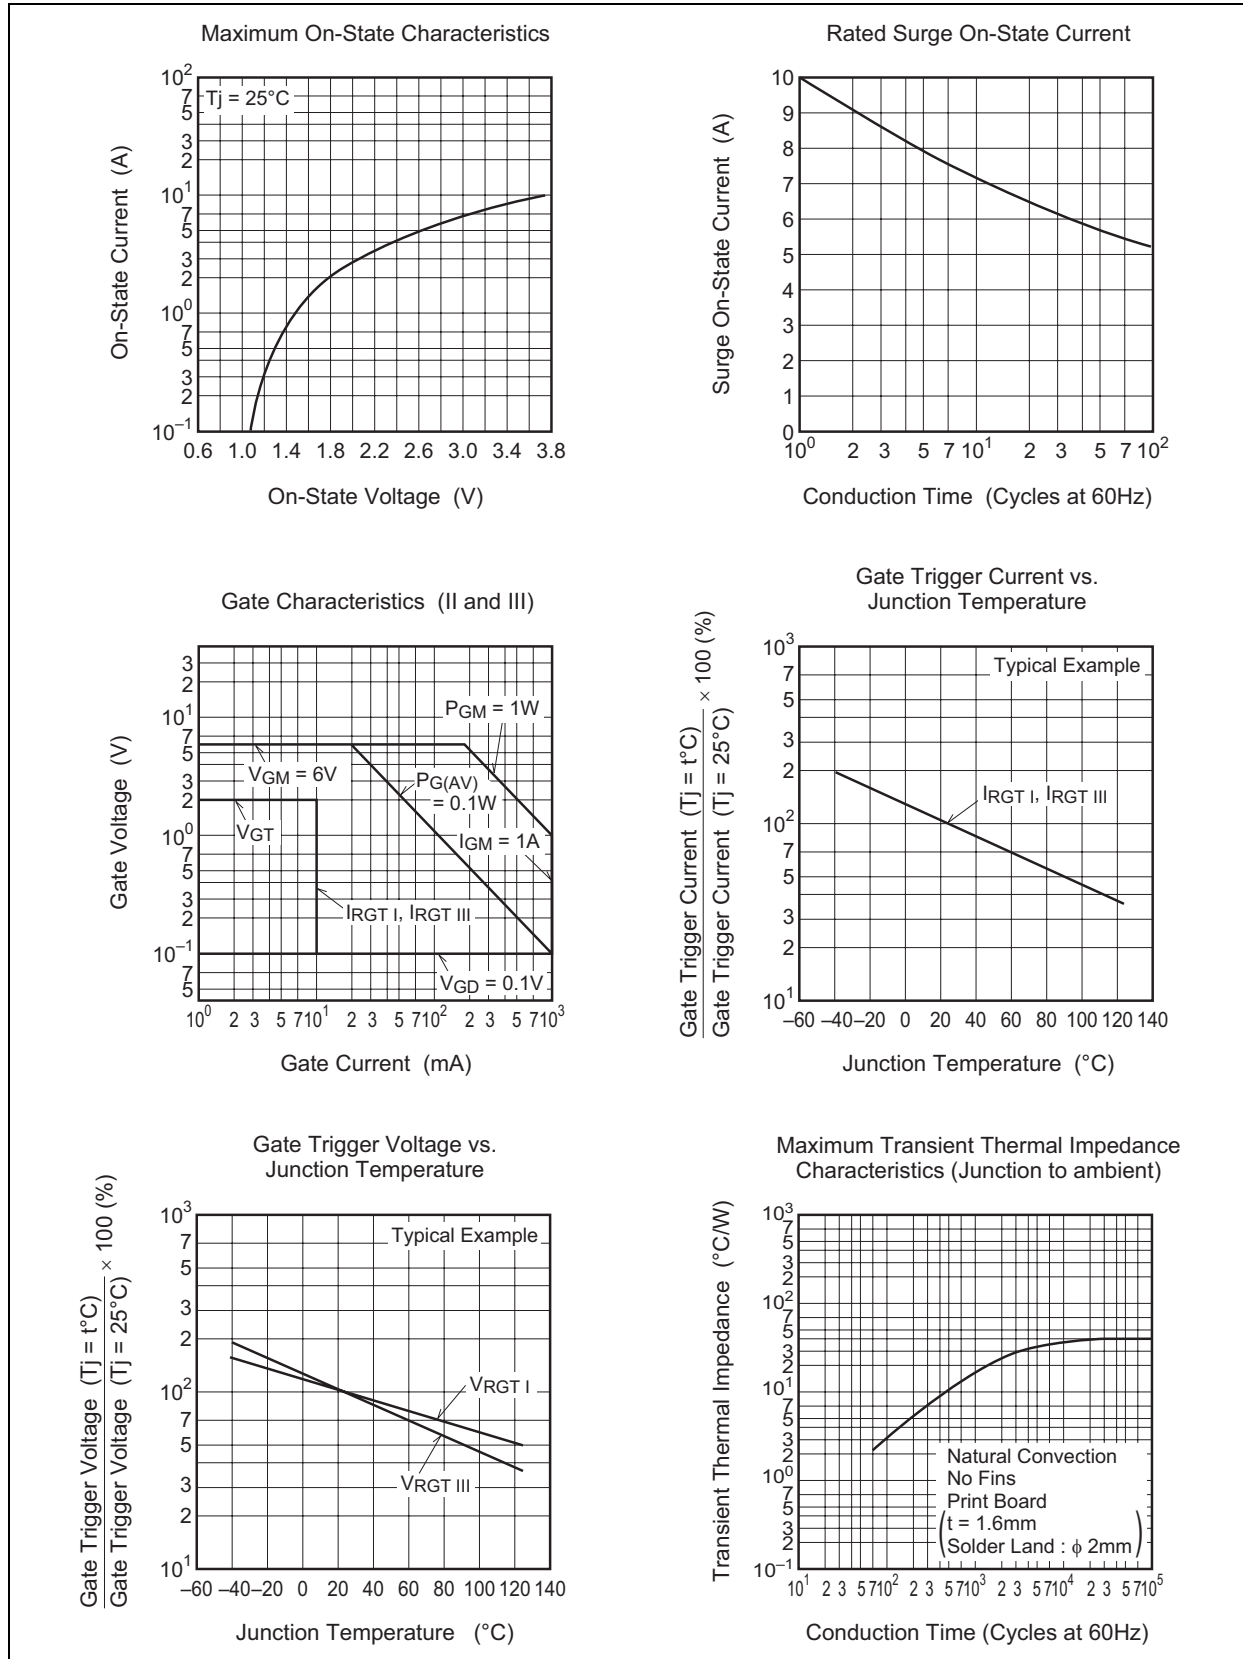 Maximum On-State Characteristics
On-State Current (A)
10²
7
5
3
2
10¹
7
5
3
2
10⁰
7
5
3
2
10⁻¹
Tj = 25°C
0.6 1.0 1.4 1.8 2.2 2.6 3.0 3.4 3.8
On-State Voltage (V)
Rated Surge On-State Current
Surge On-State Current (A)
10
9
8
7
6
5
4
3
2
1
0
10⁰ 2 3 5 7 10¹ 2 3 5 7 10²
Conduction Time (Cycles at 60Hz)
Gate Characteristics (II and III)
Gate Voltage (V)
3
2
10¹
7
5
3
2
10⁰
7
5
3
2
10⁻¹
7
5
PGM = 1W
VGM = 6V
PG(AV)
= 0.1W
VGT
IGM = 1A
IRGT I, IRGT III
VGD = 0.1V
10⁰ 2 3 5 710¹ 2 3 5 710² 2 3 5 710³
Gate Current (mA)
Gate Trigger Current vs.
Junction Temperature
Gate Trigger Current (Tj = t°C)
Gate Trigger Current (Tj = 25°C)
× 100 (%)
10³
7
5
3
2
10²
7
5
3
2
10¹
Typical Example
IRGT I, IRGT III
–60 –40 –20 0 20 40 60 80 100 120 140
Junction Temperature (°C)
Gate Trigger Voltage vs.
Junction Temperature
Gate Trigger Voltage (Tj = t°C)
Gate Trigger Voltage (Tj = 25°C)
× 100 (%)
10³
7
5
3
2
10²
7
5
3
2
10¹
Typical Example
VRGT I
VRGT III
–60 –40 –20 0 20 40 60 80 100 120 140
Junction Temperature (°C)
Maximum Transient Thermal Impedance
Characteristics (Junction to ambient)
Transient Thermal Impedance (°C/W)
10³
7
5
3
2
10²
7
5
3
2
10¹
7
5
3
2
10⁰
7
5
3
2
10⁻¹
Natural Convection
No Fins
Print Board
(t = 1.6mm
Solder Land : φ 2mm)
10¹ 2 3 5 710² 2 3 5 710³ 2 3 5 710⁴ 2 3 5 710⁵
Conduction Time (Cycles at 60Hz)